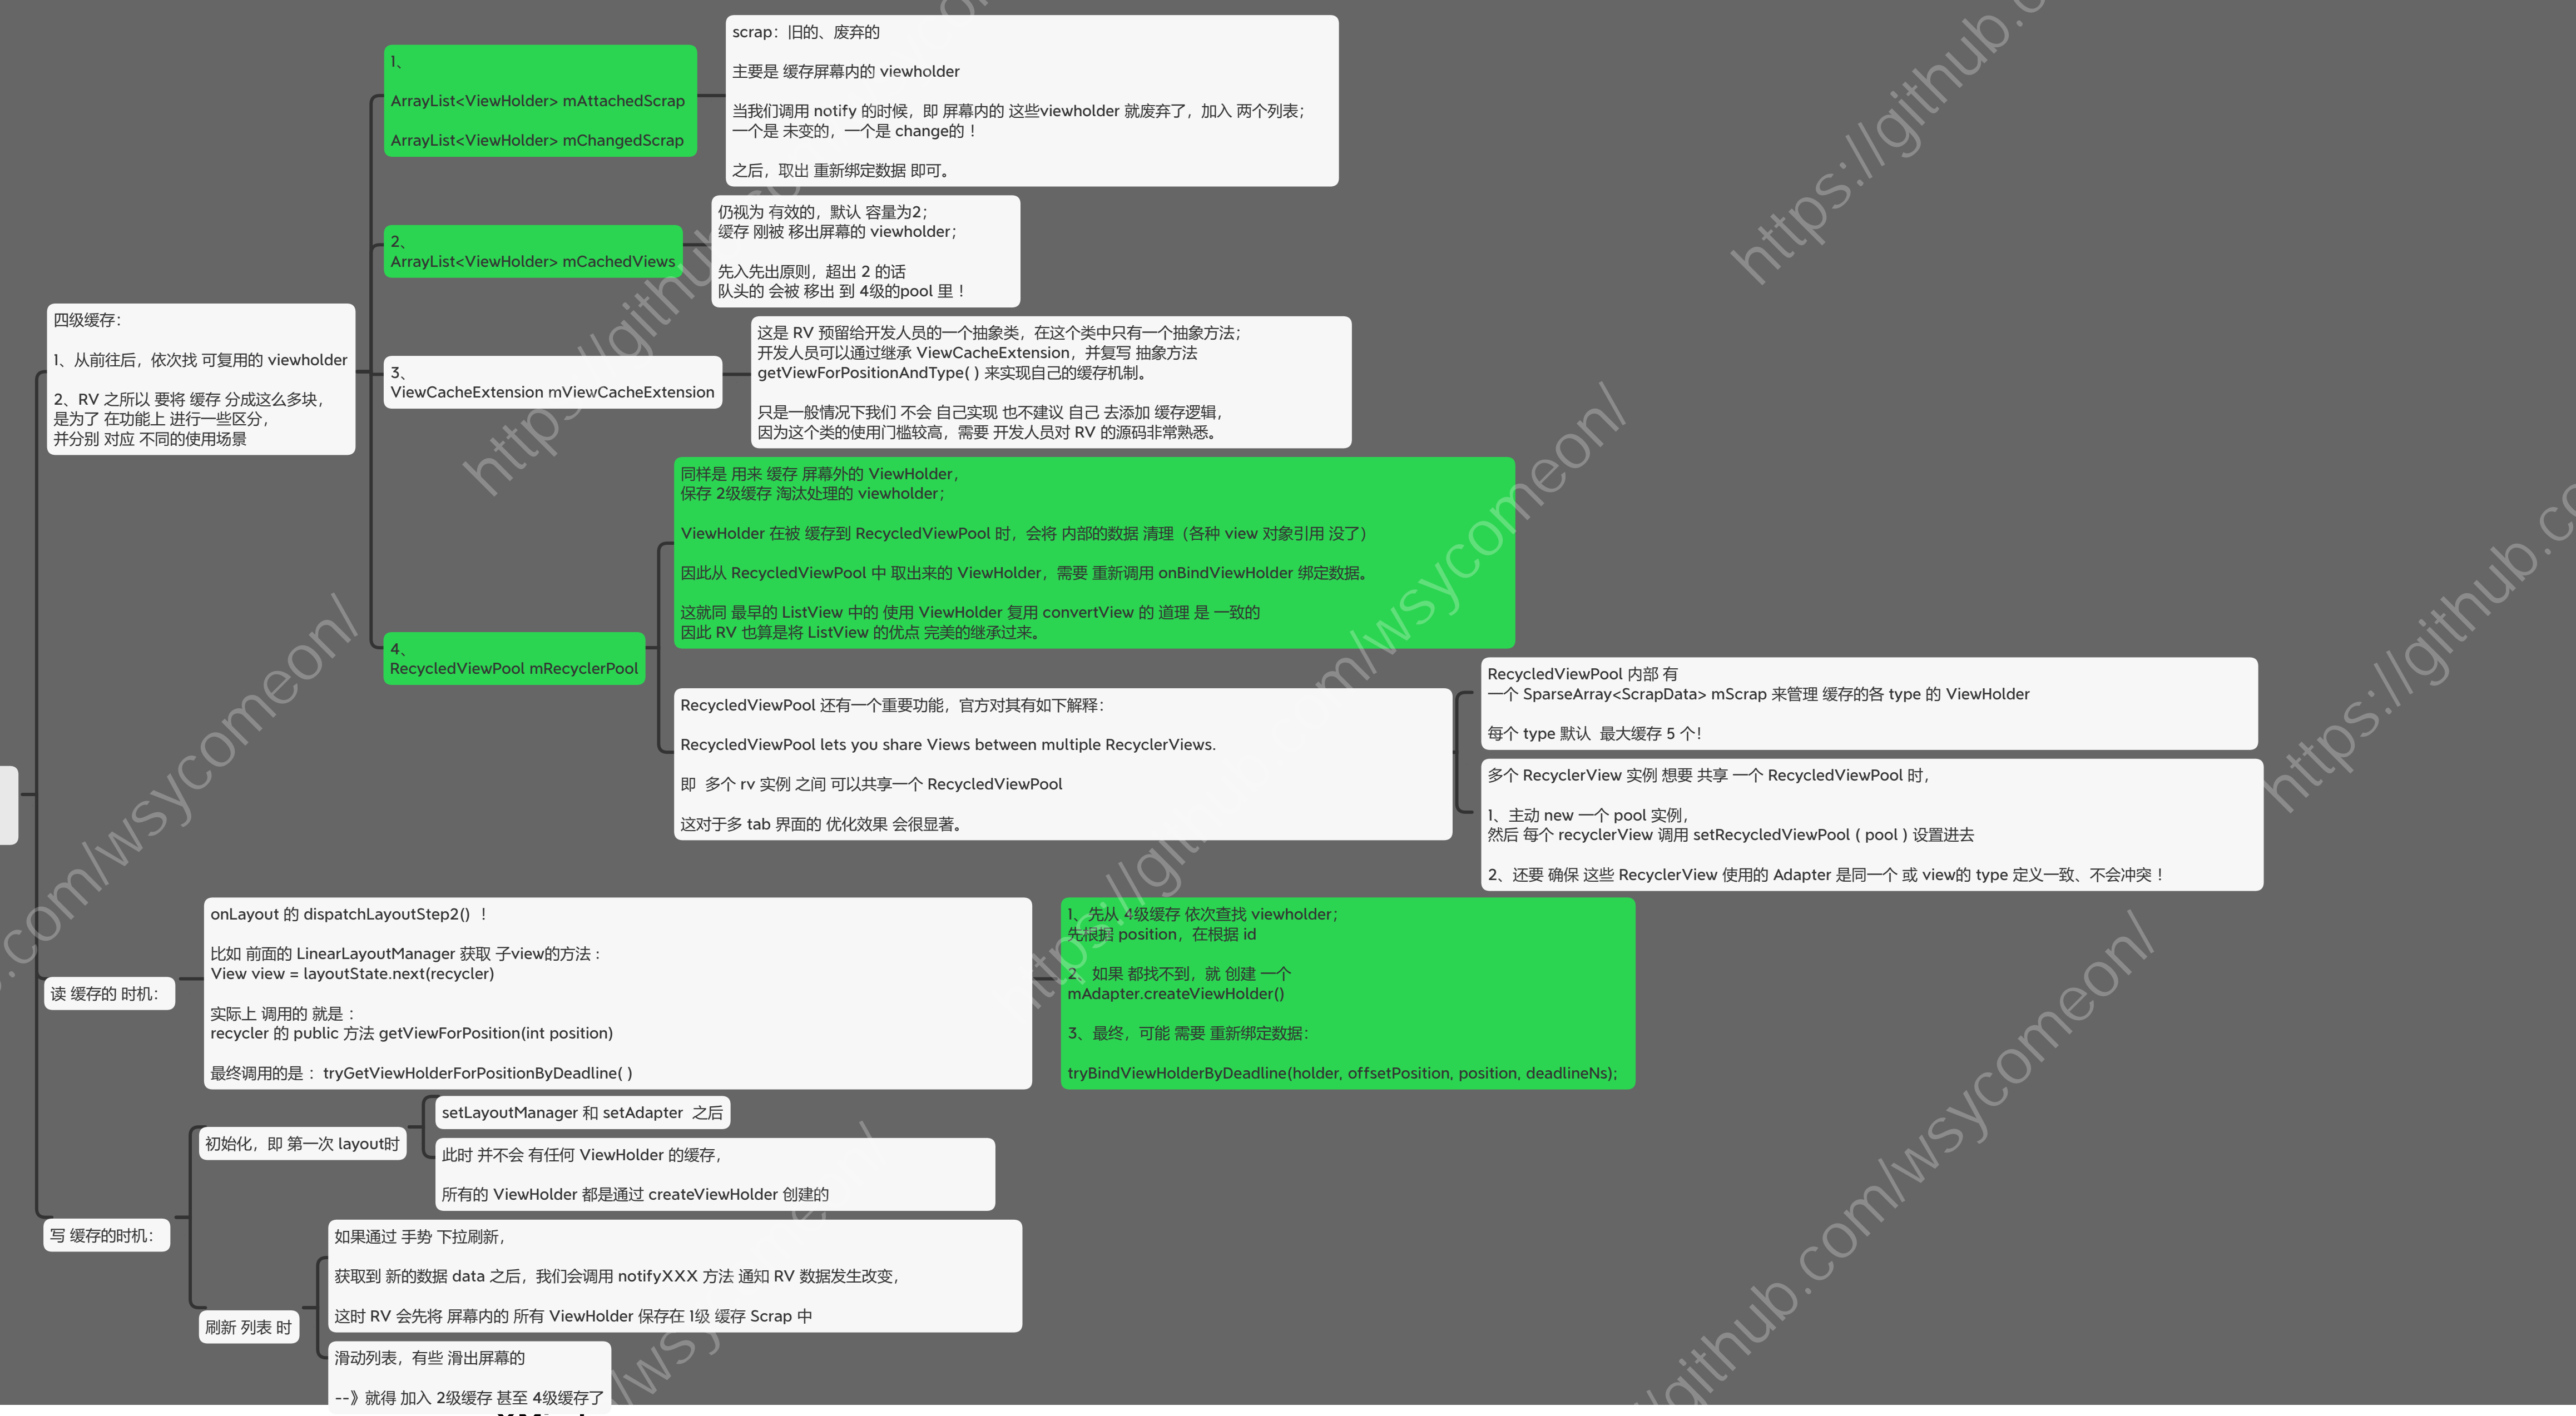 四级缓存：
1、从前往后，依次找 可复用的 viewholder
2、RV 之所以 要将 缓存 分成这么多块，
是为了 在功能上 进行一些区分，
并分别 对应 不同的使用场景
1、
ArrayList<ViewHolder> mAttachedScrap
ArrayList<ViewHolder> mChangedScrap
scrap：旧的、废弃的
主要是 缓存屏幕内的 viewholder
当我们调用 notify 的时候，即 屏幕内的 这些viewholder 就废弃了，加入 两个列表；
一个是 未变的，一个是 change的 ！
之后，取出 重新绑定数据 即可。
2、
ArrayList<ViewHolder> mCachedViews
仍视为 有效的，默认 容量为2；
缓存 刚被 移出屏幕的 viewholder；
先入先出原则，超出 2 的话
队头的 会被 移出 到 4级的pool 里 ！
3、
ViewCacheExtension mViewCacheExtension
这是 RV 预留给开发人员的一个抽象类，在这个类中只有一个抽象方法；
开发人员可以通过继承 ViewCacheExtension，并复写 抽象方法
getViewForPositionAndType( ) 来实现自己的缓存机制。
只是一般情况下我们 不会 自己实现 也不建议 自己 去添加 缓存逻辑，
因为这个类的使用门槛较高，需要 开发人员对 RV 的源码非常熟悉。
4、
RecycledViewPool mRecyclerPool
同样是 用来 缓存 屏幕外的 ViewHolder，
保存 2级缓存 淘汰处理的 viewholder；
ViewHolder 在被 缓存到 RecycledViewPool 时，会将 内部的数据 清理（各种 view 对象引用 没了）
因此从 RecycledViewPool 中 取出来的 ViewHolder，需要 重新调用 onBindViewHolder 绑定数据。
这就同 最早的 ListView 中的 使用 ViewHolder 复用 convertView 的 道理 是 一致的
因此 RV 也算是将 ListView 的优点 完美的继承过来。
RecycledViewPool 还有一个重要功能，官方对其有如下解释：
RecycledViewPool lets you share Views between multiple RecyclerViews.
即  多个 rv 实例 之间 可以共享一个 RecycledViewPool
这对于多 tab 界面的 优化效果 会很显著。
RecycledViewPool 内部 有
一个 SparseArray<ScrapData> mScrap 来管理 缓存的各 type 的 ViewHolder
每个 type 默认  最大缓存 5 个！
多个 RecyclerView 实例 想要 共享 一个 RecycledViewPool 时，
1、主动 new 一个 pool 实例，
然后 每个 recyclerView 调用 setRecycledViewPool ( pool ) 设置进去
2、还要 确保 这些 RecyclerView 使用的 Adapter 是同一个 或 view的 type 定义一致、不会冲突 ！
读 缓存的 时机：
onLayout 的 dispatchLayoutStep2()  ！
比如 前面的 LinearLayoutManager 获取 子view的方法 :
View view = layoutState.next(recycler)
实际上 调用的 就是 :
recycler 的 public 方法 getViewForPosition(int position)
最终调用的是 :  tryGetViewHolderForPositionByDeadline( )
1、先从 4级缓存 依次查找 viewholder；
先根据 position，在根据 id
2、如果 都找不到，就 创建 一个
mAdapter.createViewHolder()
3、最终，可能 需要 重新绑定数据：
tryBindViewHolderByDeadline(holder, offsetPosition, position, deadlineNs);
写 缓存的时机：
初始化，即 第一次 layout时
setLayoutManager 和 setAdapter  之后
此时 并不会 有任何 ViewHolder 的缓存，
所有的 ViewHolder 都是通过 createViewHolder 创建的
刷新 列表 时
如果通过 手势 下拉刷新，
获取到 新的数据 data 之后，我们会调用 notifyXXX 方法 通知 RV 数据发生改变，
这时 RV 会先将 屏幕内的 所有 ViewHolder 保存在 1级 缓存 Scrap 中
滑动列表，有些 滑出屏幕的
--》就得 加入 2级缓存 甚至 4级缓存了
https://github.com/wsycomeon/